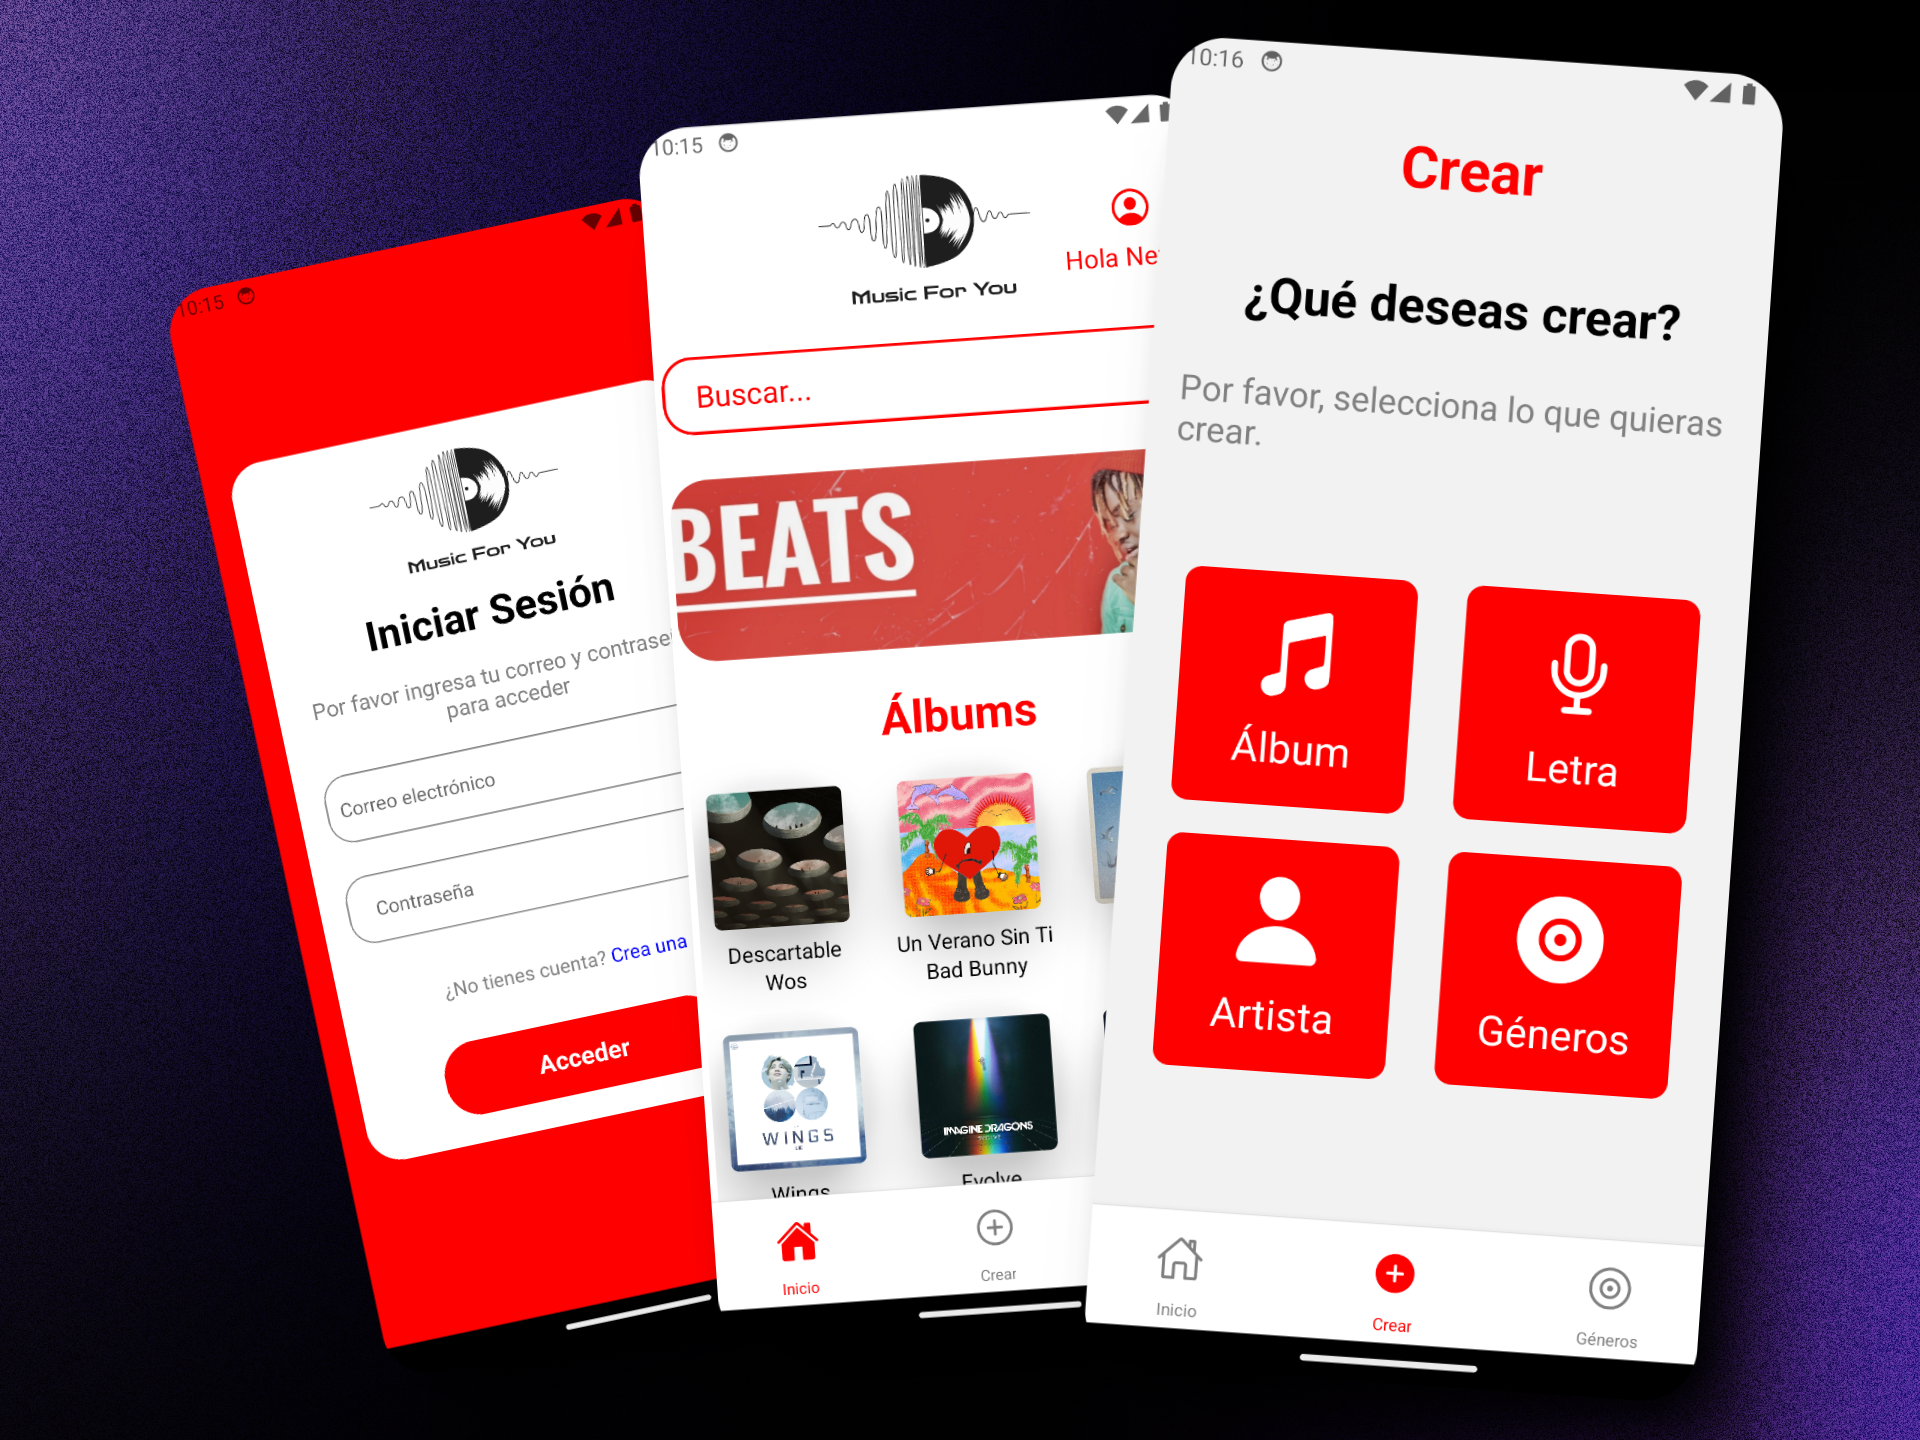 10:15
Music For You
Iniciar Sesión
Por favor ingresa tu correo y contrase
para acceder
Correo electrónico
Contraseña
¿No tienes cuenta? Crea una
Acceder
10:15
Music For You
Hola Ne
Buscar...
BEATS
Álbums
Descartable
Wos
Un Verano Sin Ti
Bad Bunny
WINGS
Wings
IMAGINE DRAGONS
Evolve
Inicio
Crear
10:16
Crear
¿Qué deseas crear?
Por favor, selecciona lo que quieras
crear.
Álbum
Letra
Artista
Géneros
Inicio
Crear
Géneros